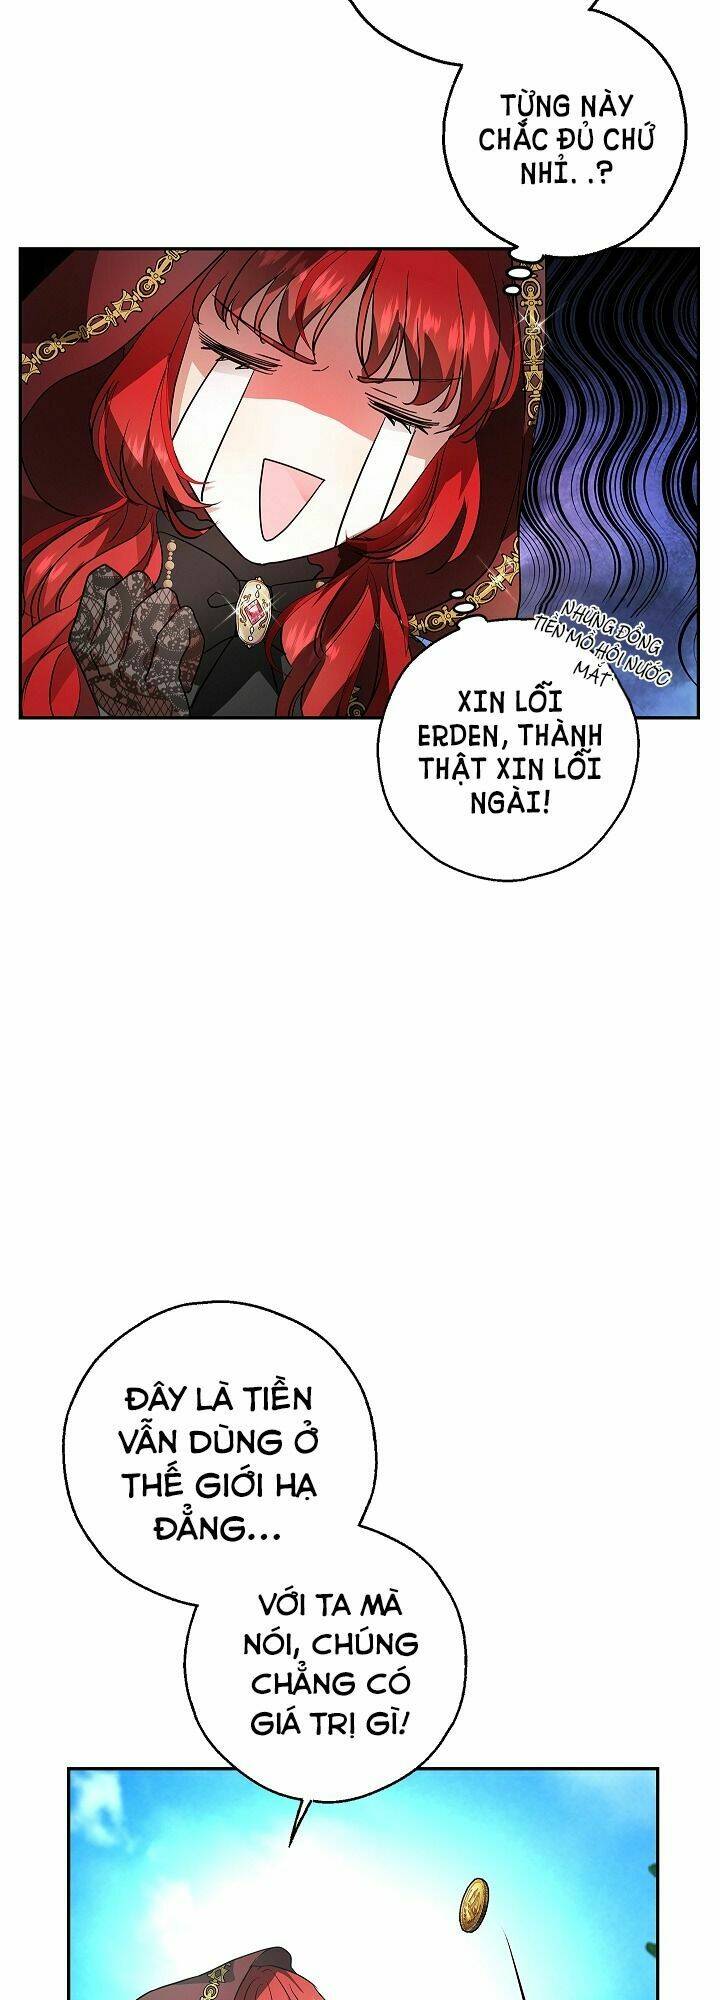 TỪNG NÀY
CHẮC ĐỦ CHỨ
NHỈ. .?
NHỮNG ĐỒNG
TIỀN MỒ HÔI NƯỚC
MẮT
XIN LỖI
ERDEN, THÀNH
THẬT XIN LỖI
NGÀI!
ĐÂY LÀ TIỀN
VẪN DÙNG Ở
THẾ GIỚI HẠ
ĐẲNG...
VỚI TA MÀ
NÓI, CHÚNG
CHẲNG CÓ
GIÁ TRỊ GÌ!